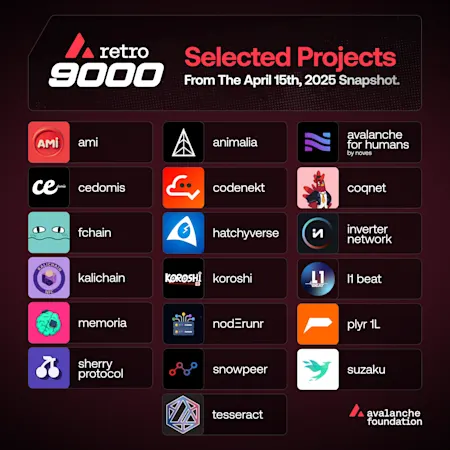 retro
9000
Selected Projects
From The April 15th, 2025 Snapshot.
AMi
ami
animalia
avalanche
for humans
by noves
ce
cedomis
codenekt
coqnet
fchain
hatchyverse
inverter
network
KALICHAIN
kalichain
KOROSHI
koroshi
L1
l1 beat
memoria
nodΞrunr
plyr 1L
sherry
protocol
snowpeer
suzaku
tesseract
avalanche
foundation